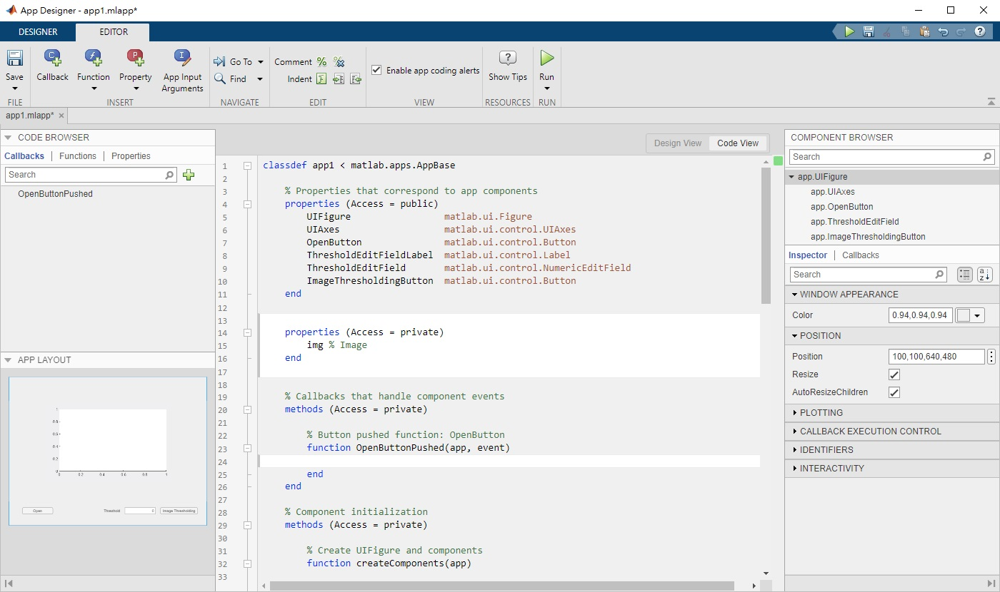 App Designer - app1.mlapp*
DESIGNER
EDITOR
Save
Callback
Function
Property
App Input
Arguments
Go To
Find
Comment
Indent
Enable app coding alerts
Show Tips
Run
FILE
INSERT
NAVIGATE
EDIT
VIEW
RESOURCES
RUN
app1.mlapp*
CODE BROWSER
Callbacks
Functions
Properties
Search
OpenButtonPushed
APP LAYOUT
1
0.8
0.6
0.4
0.2
0
0 0.2 0.4 0.6 0.8 1
Open
Threshold
0
Image Thresholding
Design View
Code View
1 classdef app1 < matlab.apps.AppBase
2
3 % Properties that correspond to app components
4 properties (Access = public)
5 UIFigure matlab.ui.Figure
6 UIAxes matlab.ui.control.UIAxes
7 OpenButton matlab.ui.control.Button
8 ThresholdEditFieldLabel matlab.ui.control.Label
9 ThresholdEditField matlab.ui.control.NumericEditField
10 ImageThresholdingButton matlab.ui.control.Button
11 end
12
13
14 properties (Access = private)
15 img % Image
16 end
17
18
19 % Callbacks that handle component events
20 methods (Access = private)
21
22 % Button pushed function: OpenButton
23 function OpenButtonPushed(app, event)
24
25 end
26 end
27
28 % Component initialization
29 methods (Access = private)
30
31 % Create UIFigure and components
32 function createComponents(app)
33
COMPONENT BROWSER
Search
app.UIFigure
app.UIAxes
app.OpenButton
app.ThresholdEditField
app.ImageThresholdingButton
Inspector
Callbacks
Search
WINDOW APPEARANCE
Color
0.94,0.94,0.94
POSITION
Position
100,100,640,480
Resize
AutoResizeChildren
PLOTTING
CALLBACK EXECUTION CONTROL
IDENTIFIERS
INTERACTIVITY